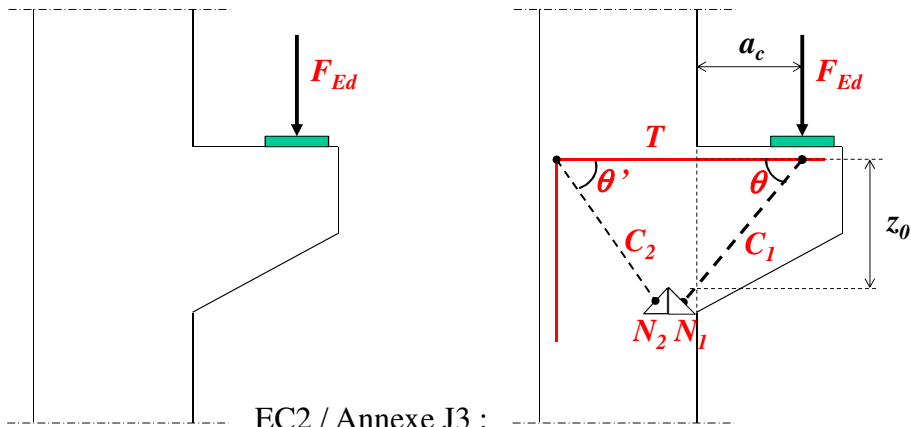 F_Ed
a_c
F_Ed
T
θ'
θ
C_2
C_1
z_0
N_2
N_1
EC2 / Annexe J3 :